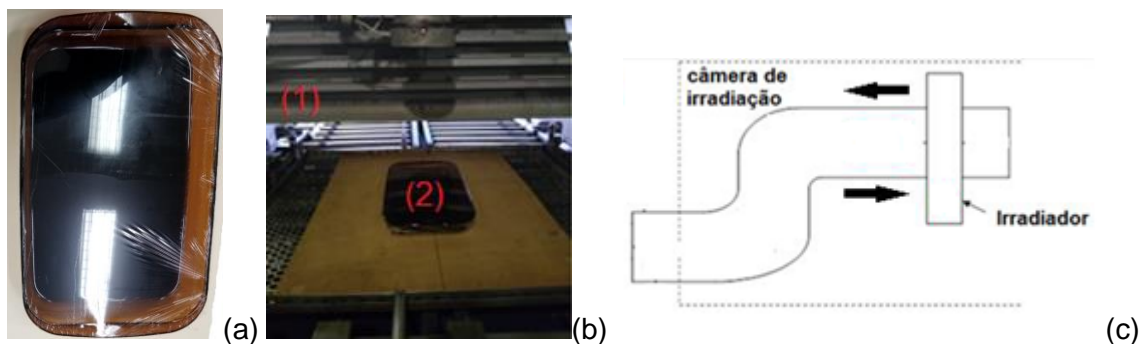 (1)
(2)
câmera de
irradiação
Irradiador
(a)
(b)
(c)